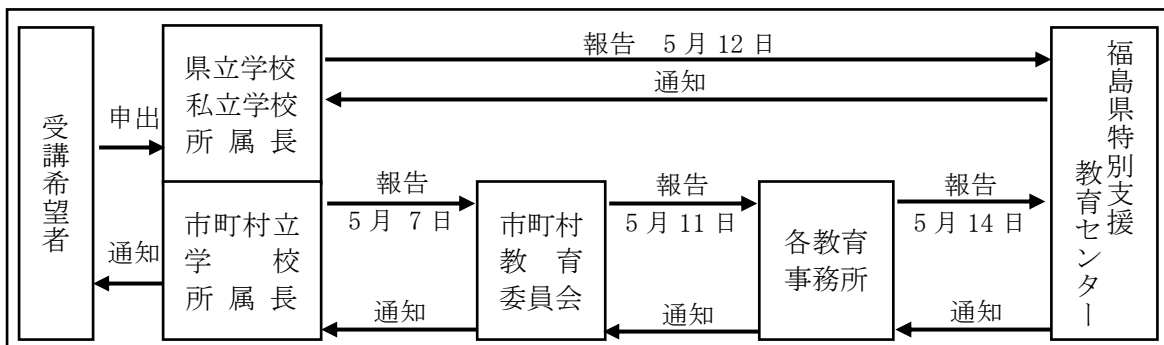 受講希望者
申出
通知
県立学校
私立学校
所属長
市町村立
学校
所属長
報告 5月12日
通知
報告
5月 7日
通知
市町村
教育
委員会
報告
5月11日
通知
各教育
事務所
報告
5月14日
通知
福島県特別支援
教育センター